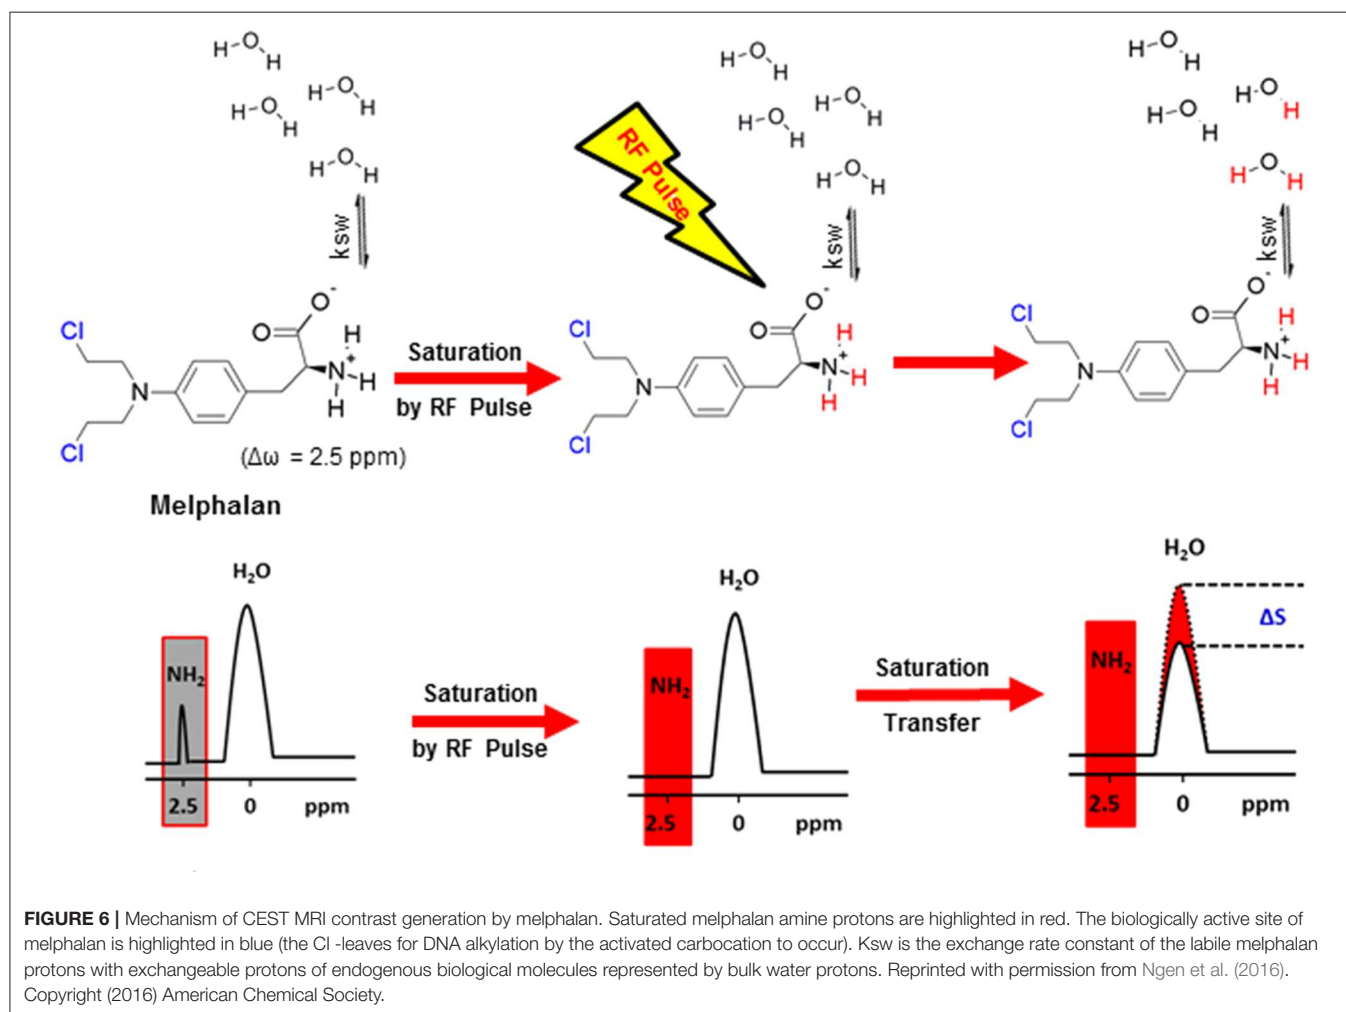 H-O
H
H-O
H
H-O
H
H-O
H
ksw
O-
O
H
N+
H
H
Cl
N
Cl
(Δω = 2.5 ppm)
Melphalan
Saturation
by RF Pulse
H-O
H
H-O
H
H-O
H
H-O
H
RF Pulse
ksw
O-
O
H
N+
H
H
Cl
N
Cl
H-O
H
H-O
H
H-O
H
H-O
H
ksw
O-
O
H
N+
H
H
Cl
N
Cl
H2O
NH2
2.5 0 ppm
Saturation
by RF Pulse
H2O
NH2
2.5 0 ppm
Saturation
Transfer
H2O
ΔS
NH2
2.5 0 ppm
FIGURE 6 | Mechanism of CEST MRI contrast generation by melphalan. Saturated melphalan amine protons are highlighted in red. The biologically active site of
melphalan is highlighted in blue (the Cl -leaves for DNA alkylation by the activated carbocation to occur). Ksw is the exchange rate constant of the labile melphalan
protons with exchangeable protons of endogenous biological molecules represented by bulk water protons. Reprinted with permission from Ngen et al. (2016).
Copyright (2016) American Chemical Society.